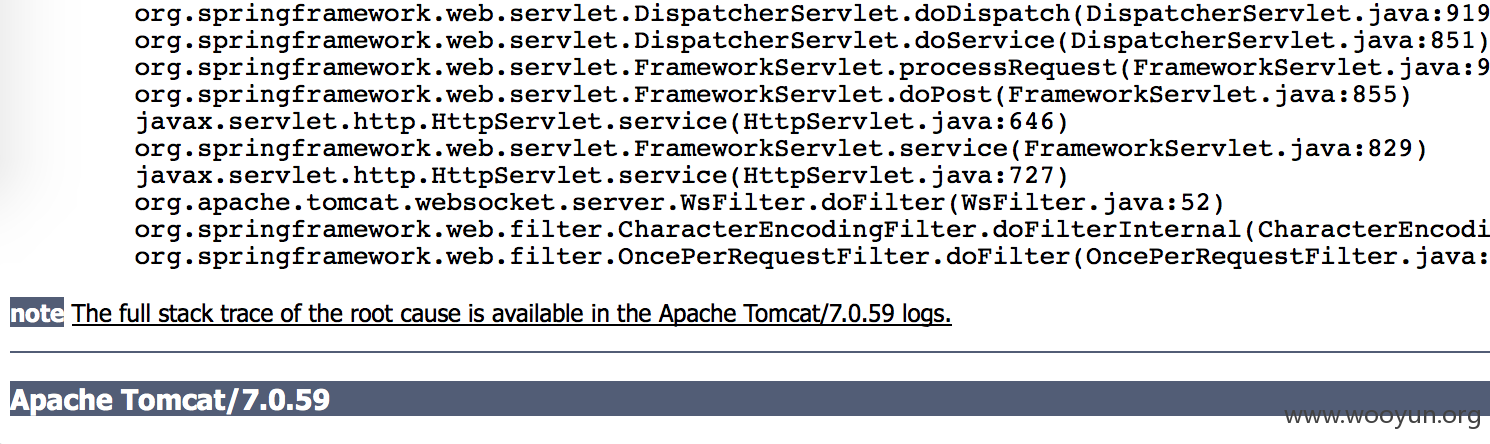 org.springframework.web.servlet.DispatcherServlet.doDispatch(DispatcherServlet.java:919
org.springframework.web.servlet.DispatcherServlet.doService(DispatcherServlet.java:851)
org.springframework.web.servlet.FrameworkServlet.processRequest(FrameworkServlet.java:9
org.springframework.web.servlet.FrameworkServlet.doPost(FrameworkServlet.java:855)
javax.servlet.http.HttpServlet.service(HttpServlet.java:646)
org.springframework.web.servlet.FrameworkServlet.service(FrameworkServlet.java:829)
javax.servlet.http.HttpServlet.service(HttpServlet.java:727)
org.apache.tomcat.websocket.server.WsFilter.doFilter(WsFilter.java:52)
org.springframework.web.filter.CharacterEncodingFilter.doFilterInternal(CharacterEncodi
org.springframework.web.filter.OncePerRequestFilter.doFilter(OncePerRequestFilter.java:
note The full stack trace of the root cause is available in the Apache Tomcat/7.0.59 logs.
Apache Tomcat/7.0.59
www.wooyun.org